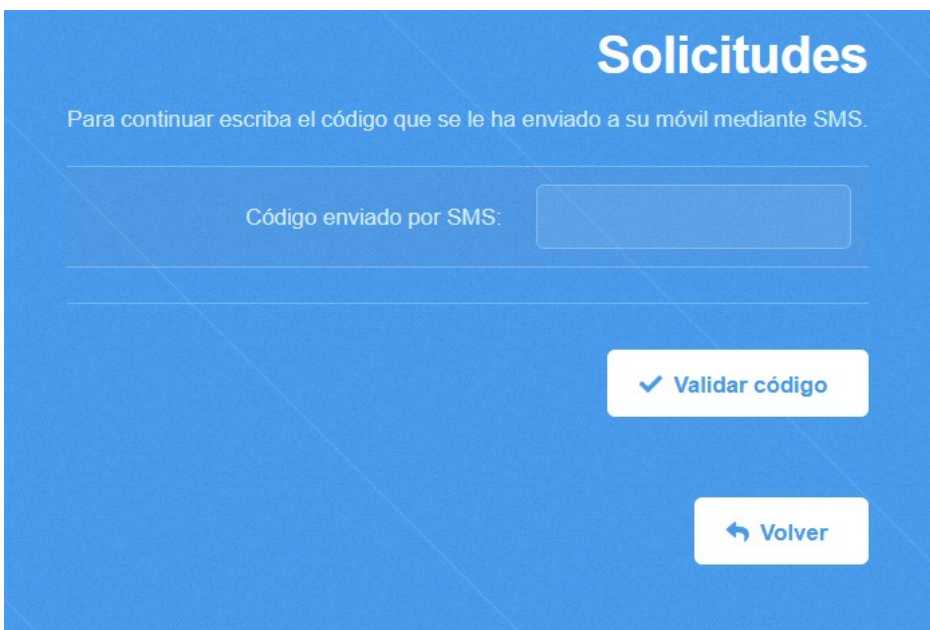 Solicitudes
Para continuar escriba el código que se le ha enviado a su móvil mediante SMS.
Código enviado por SMS:
Validar código
Volver